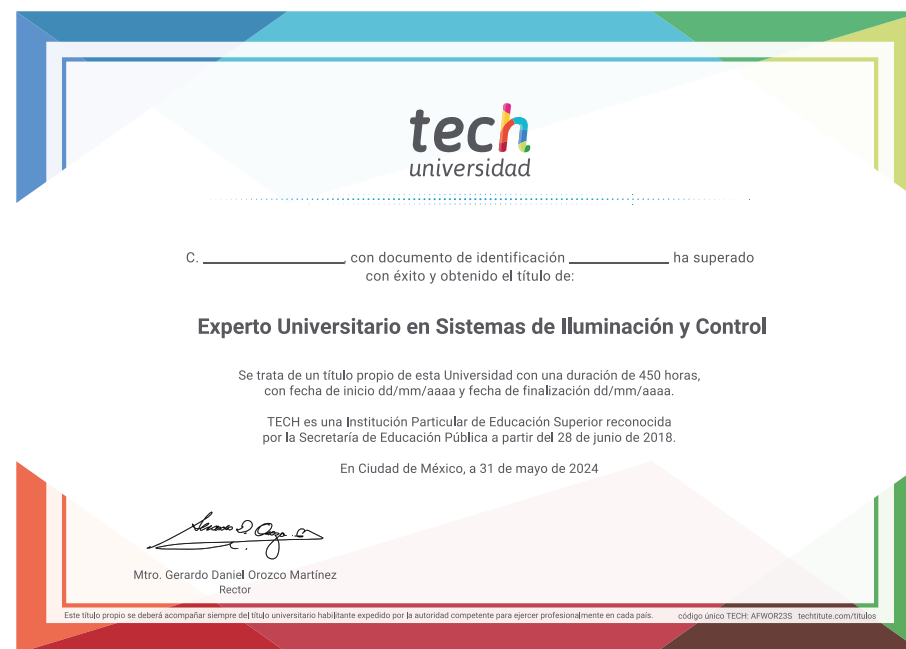 tech
universidad
C. ____________, con documento de identificación ____________ ha superado
con éxito y obtenido el título de:
Experto Universitario en Sistemas de Iluminación y Control
Se trata de un título propio de esta Universidad con una duración de 450 horas,
con fecha de inicio dd/mm/aaaa y fecha de finalización dd/mm/aaaa.
TECH es una Institución Particular de Educación Superior reconocida
por la Secretaría de Educación Pública a partir del 28 de junio de 2018.
En Ciudad de México, a 31 de mayo de 2024
Mtro. Gerardo Daniel Orozco Martínez
Rector
Este título propio se deberá acompañar siempre del título universitario habilitante expedido por la autoridad competente para ejercer profesionalmente en cada país. código único TECH: AFWOR23S techtitute.com/titulos